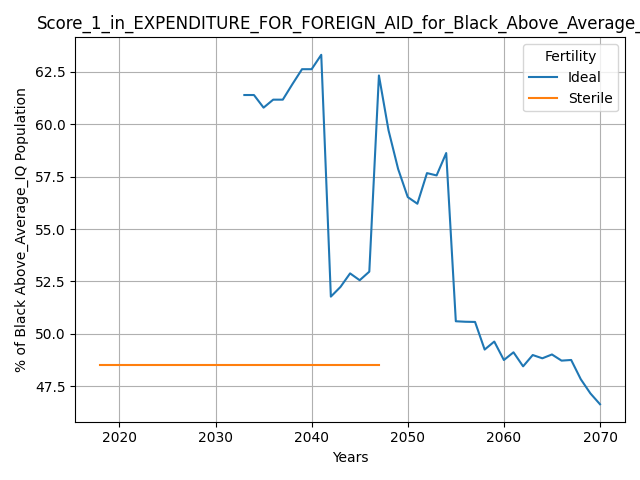 Score_1_in_EXPENDITURE_FOR_FOREIGN_AID_for_Black_Above_Average_
Fertility
Ideal
Sterile
62.5
60.0
57.5
55.0
52.5
50.0
47.5
% of Black Above_Average_IQ Population
2020
2030
2040
2050
2060
2070
Years